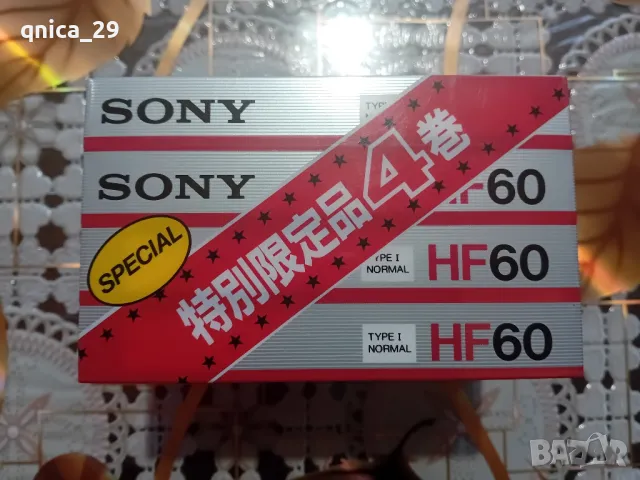 qnica_29
SONY
TYPE I
SONY
HF60
SPECIAL
特別限定品4巻
TYPE I
NORMAL
HF60
TYPE I
NORMAL
HF60
BAZAR